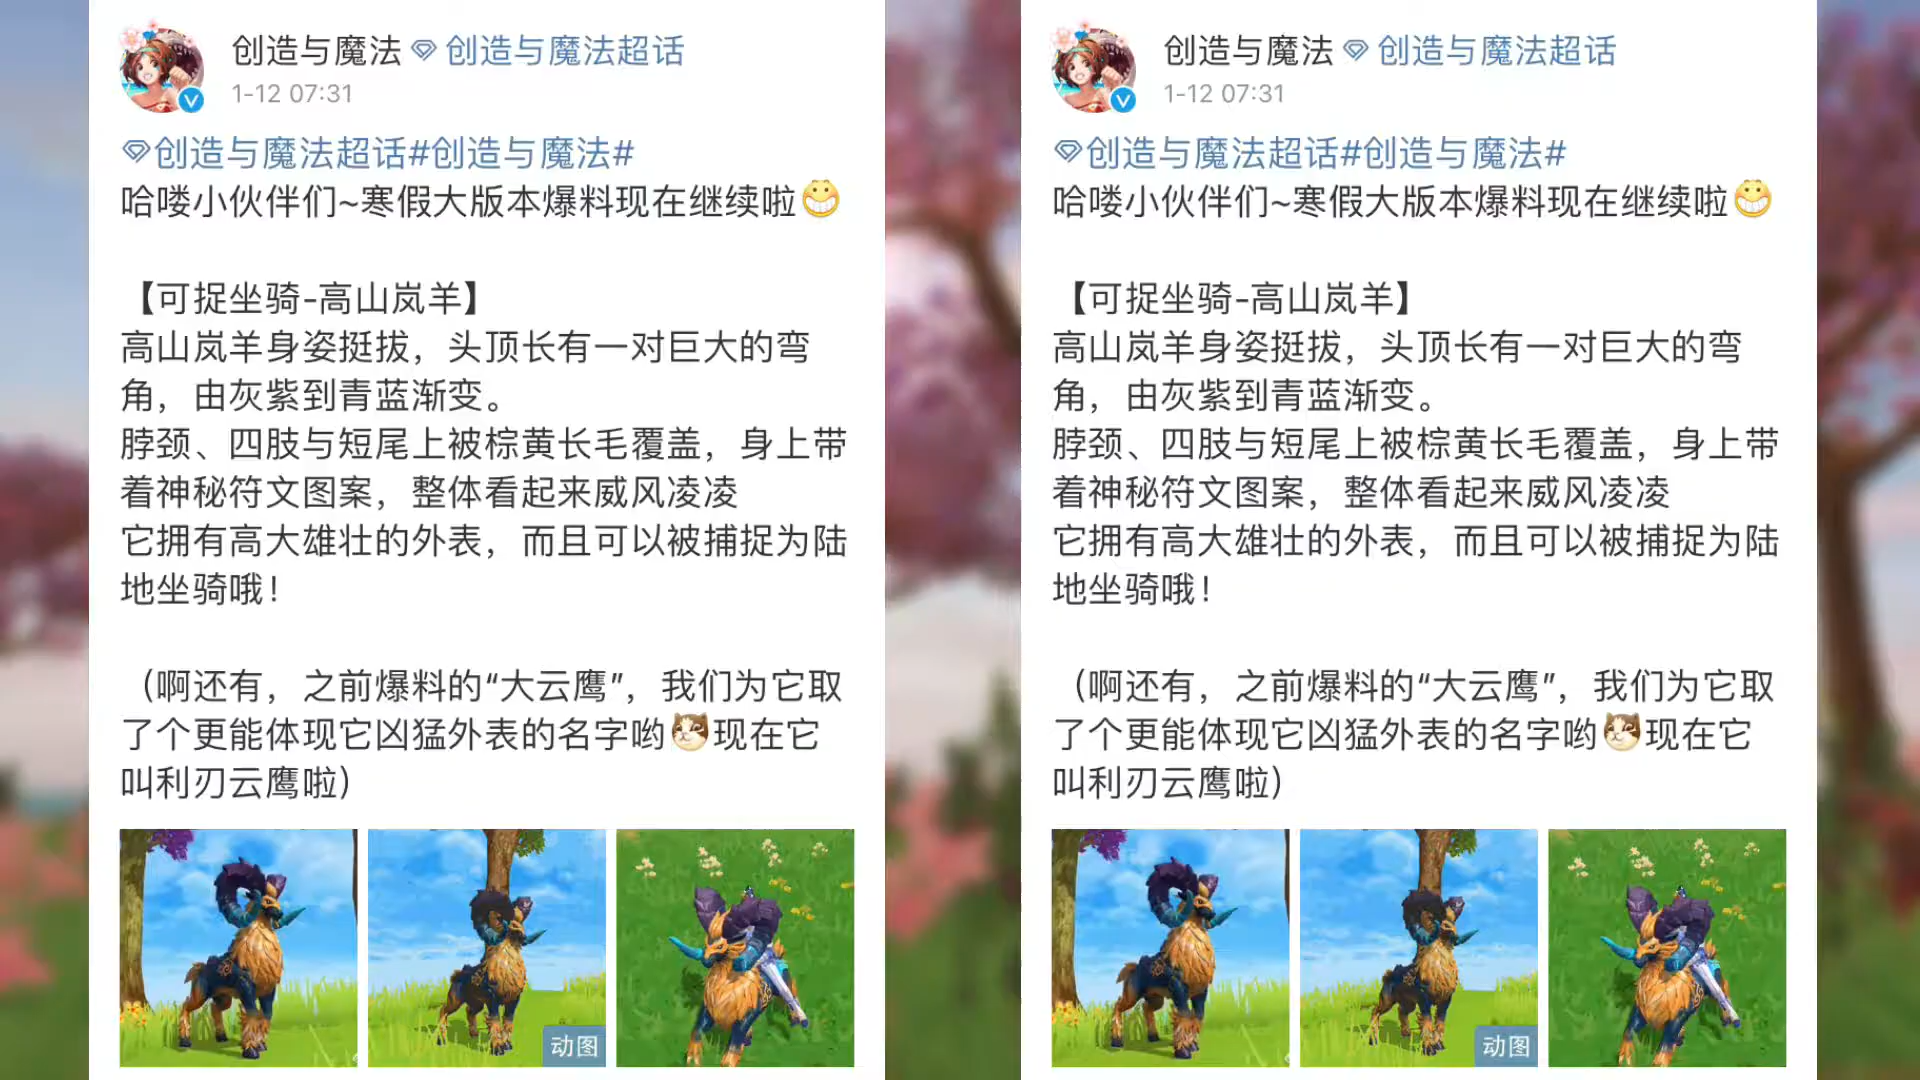 创造与魔法 创造与魔法超话
1-12 07:31
创造与魔法超话#创造与魔法#
哈喽小伙伴们~寒假大版本爆料现在继续啦
【可捉坐骑-高山岚羊】
高山岚羊身姿挺拔，头顶长有一对巨大的弯
角，由灰紫到青蓝渐变。
脖颈、四肢与短尾上被棕黄长毛覆盖，身上带
着神秘符文图案，整体看起来威风凌凌
它拥有高大雄壮的外表，而且可以被捕捉为陆
地坐骑哦！
（啊还有，之前爆料的“大云鹰”，我们为它取
了个更能体现它凶猛外表的名字哟现在它
叫利刃云鹰啦）
动图
创造与魔法 创造与魔法超话
1-12 07:31
创造与魔法超话#创造与魔法#
哈喽小伙伴们~寒假大版本爆料现在继续啦
【可捉坐骑-高山岚羊】
高山岚羊身姿挺拔，头顶长有一对巨大的弯
角，由灰紫到青蓝渐变。
脖颈、四肢与短尾上被棕黄长毛覆盖，身上带
着神秘符文图案，整体看起来威风凌凌
它拥有高大雄壮的外表，而且可以被捕捉为陆
地坐骑哦！
（啊还有，之前爆料的“大云鹰”，我们为它取
了个更能体现它凶猛外表的名字哟现在它
叫利刃云鹰啦）
动图